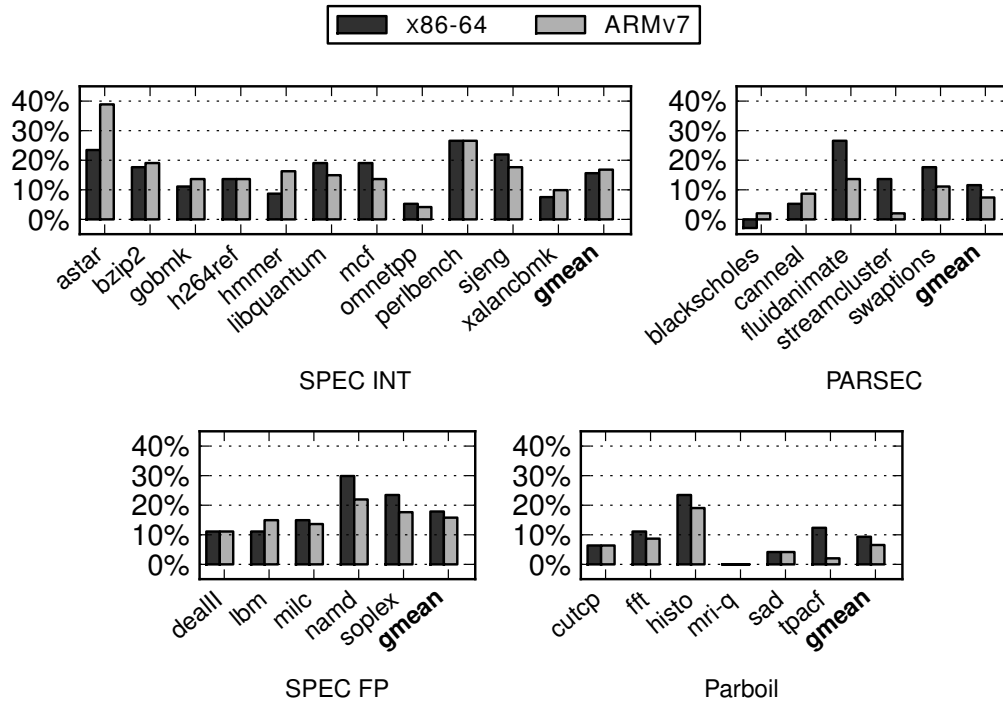 x86-64 ARMv7
40% 40%
30% 30%
20% 20%
10% 10%
0% 0%
astar bzip2 gobmk h264ref hmmer libquantum mcf omnetpp perlbench sjeng xalancbmk gmean
blackscholes canneal fluidanimate streamcluster swaptions gmean
SPEC INT PARSEC
40% 40%
30% 30%
20% 20%
10% 10%
0% 0%
dealII lbm milc namd soplex gmean
cutcp fft histo mri-q sad tpacf gmean
SPEC FP Parboil